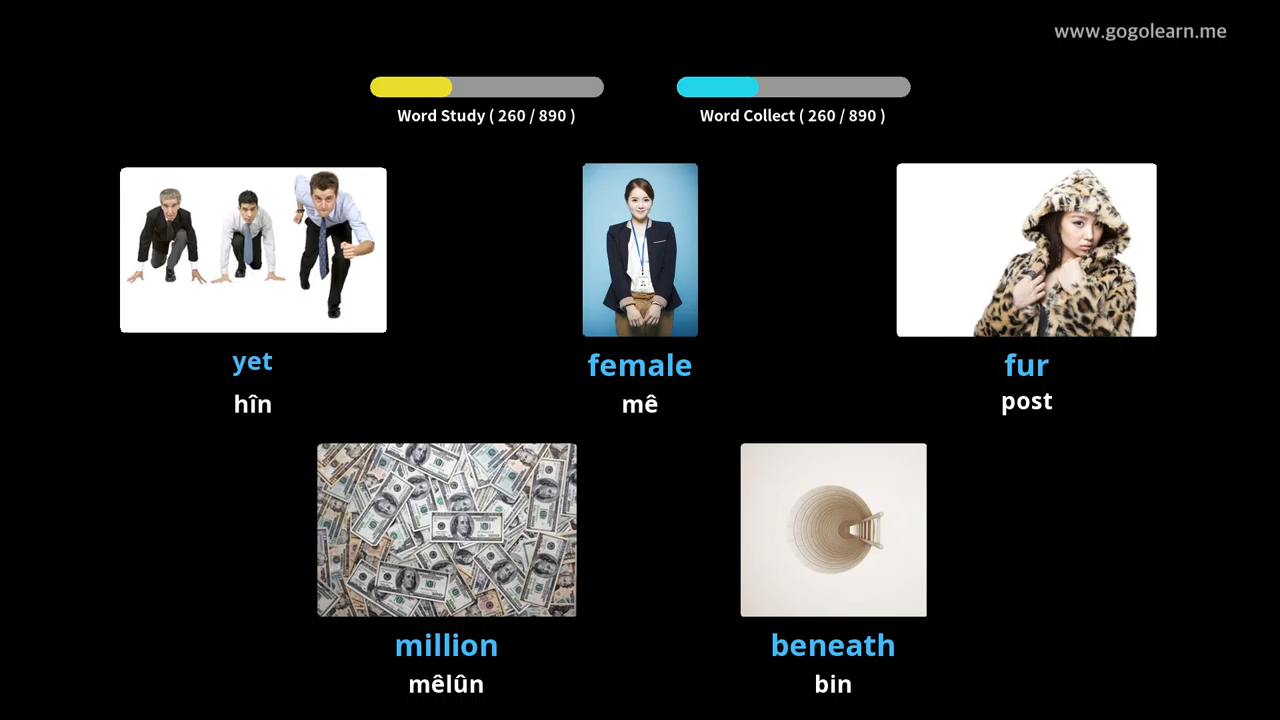 www.gogolearn.me
Word Study ( 260 / 890 )
Word Collect ( 260 / 890 )
yet
hîn
female
mê
fur
post
million
mêlûn
beneath
bin